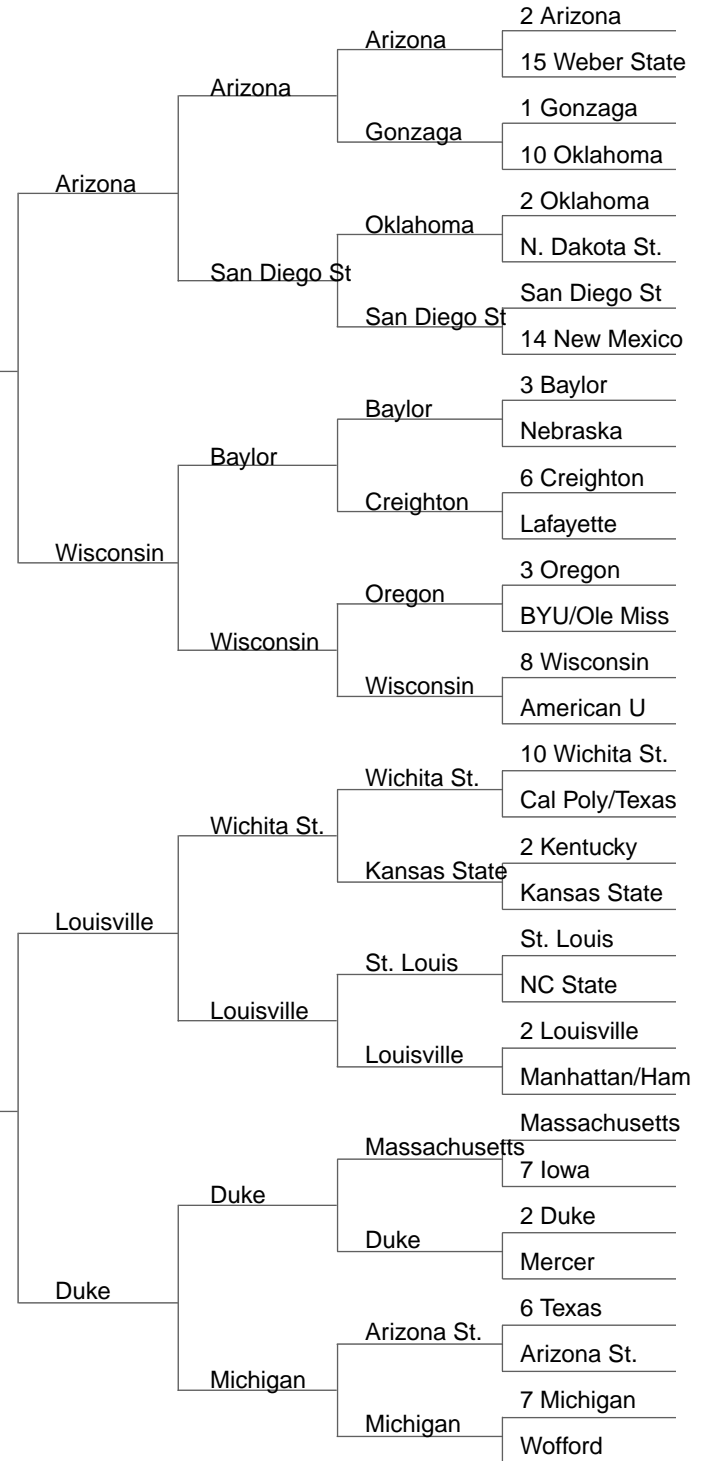 2 Arizona
Arizona
15 Weber State
Arizona
1 Gonzaga
Gonzaga
10 Oklahoma
Arizona
2 Oklahoma
Oklahoma
N. Dakota St.
San Diego St
San Diego St
San Diego St
14 New Mexico
3 Baylor
Baylor
Nebraska
Baylor
6 Creighton
Creighton
Lafayette
Wisconsin
3 Oregon
Oregon
BYU/Ole Miss
Wisconsin
8 Wisconsin
Wisconsin
American U
10 Wichita St.
Wichita St.
Cal Poly/Texas
Wichita St.
2 Kentucky
Kansas State
Kansas State
Louisville
St. Louis
St. Louis
NC State
Louisville
2 Louisville
Louisville
Manhattan/Ham
Massachusetts
Massachusetts
7 Iowa
Duke
2 Duke
Duke
Mercer
Duke
6 Texas
Arizona St.
Arizona St.
Michigan
7 Michigan
Michigan
Wofford